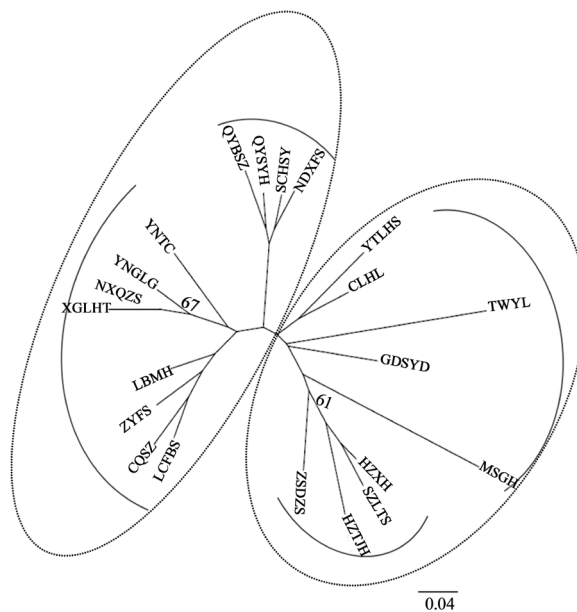 QYBSZ
QYSYH
SCHSY
NDXFS
YNTC
YTLHS
YNGLG
CLHL
NXQZS
67
XGLHT
TWYL
GDSYD
LBMH
ZYFS
61
CQSZ
LCFBS
HZXH
MSGH
ZSDZS
SZLTS
HZTJH
0.04